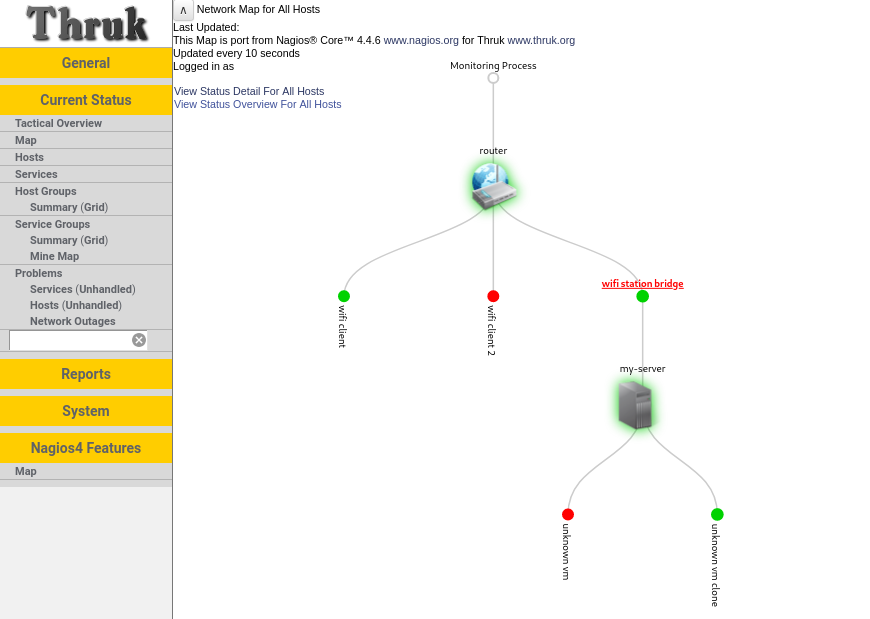 Thruk
General
Current Status
Tactical Overview
Map
Hosts
Services
Host Groups
Summary (Grid)
Service Groups
Summary (Grid)
Mine Map
Problems
Services (Unhandled)
Hosts (Unhandled)
Network Outages
Reports
System
Nagios4 Features
Map
Network Map for All Hosts
Last Updated:
This Map is port from Nagios® Core™ 4.4.6 www.nagios.org for Thruk www.thruk.org
Updated every 10 seconds
Logged in as
View Status Detail For All Hosts
View Status Overview For All Hosts
Monitoring Process
router
wifi client
wifi client 2
wifi station bridge
my-server
unknown vm
unknown vm clone